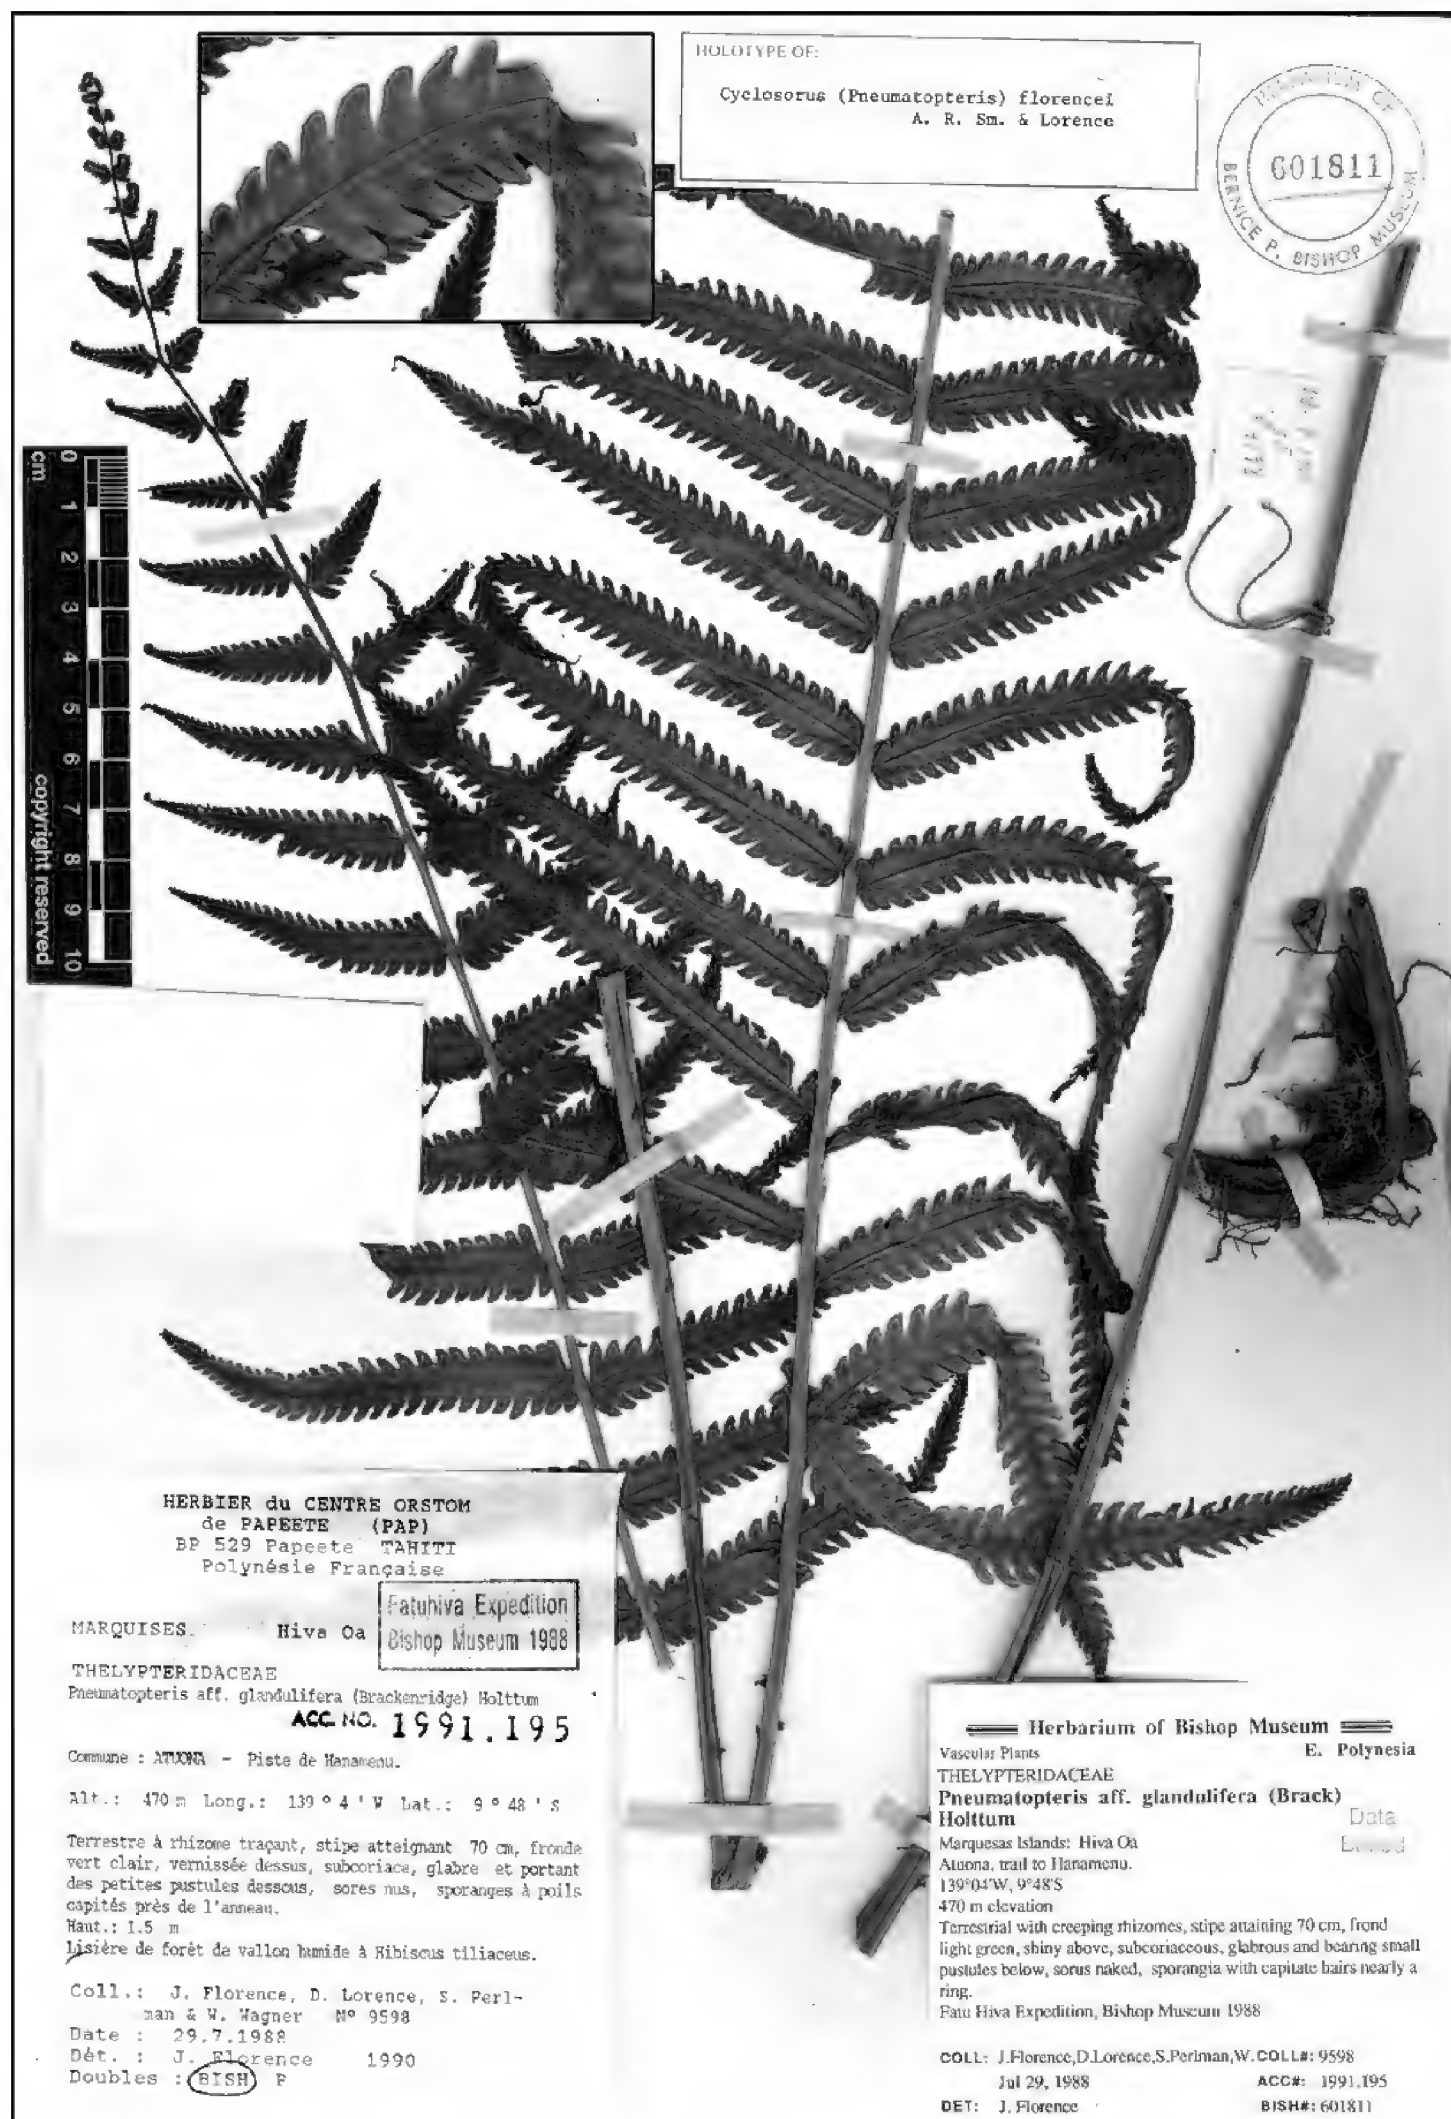 HOLOTYPE OF:
Cyclosorus (Pneumatopteris) florencei
A. R. Sm. & Lorence
OF
601811
BERNICE P. BISHOP MUSEUM
cm
0 1 2 3 4 5 6 7 8 9 10
copyright reserved
HERBIER du CENTRE ORSTOM
de PAPEETE (PAP)
BP 529 Papeete TAHITI
Polynésie Française
Fatuhiva Expedition
Bishop Museum 1988
MARQUISES. Hiva Oa
THELYPTERIDACEAE
Pneumatopteris aff. glandulifera (Brackenridge) Holttum
ACC. NO. 1991.195
Commune : ATUONA - Piste de Hanamenu.
Alt.: 470 m Long.: 139 ° 4 ' W Lat.: 9 ° 48 ' S
Terrestre à rhizome traçant, stipe atteignant 70 cm, fronde
vert clair, vernissée dessus, subcoriace, glabre et portant
des petites pustules dessous, sores nus, sporanges à poils
capités près de l'anneau.
Haut.: 1.5 m
Lisière de forêt de vallon humide à Hibiscus tiliaceus.
Coll.: J. Florence, D. Lorence, S. Perl-
man & W. Wagner Nº 9598
Date : 29.7.1988
Dét. : J. Florence 1990
Doubles : BISH P
Herbarium of Bishop Museum
Vascular Plants E. Polynesia
THELYPTERIDACEAE
Pneumatopteris aff. glandulifera (Brack)
Holttum
Data
Marquesas Islands: Hiva Oa
Atuona, trail to Hanamenu.
139°04'W, 9°48'S
470 m elevation
Terrestrial with creeping rhizomes, stipe attaining 70 cm, frond
light green, shiny above, subcoriaceous, glabrous and bearing small
pustules below, sorus naked, sporangia with capitate hairs nearly a
ring.
Fatu Hiva Expedition, Bishop Museum 1988
COLL: J.Florence,D.Lorence,S.Perlman,W. COLL#: 9598
Jul 29, 1988 ACC#: 1991.195
DET: J. Florence BISH#: 601811